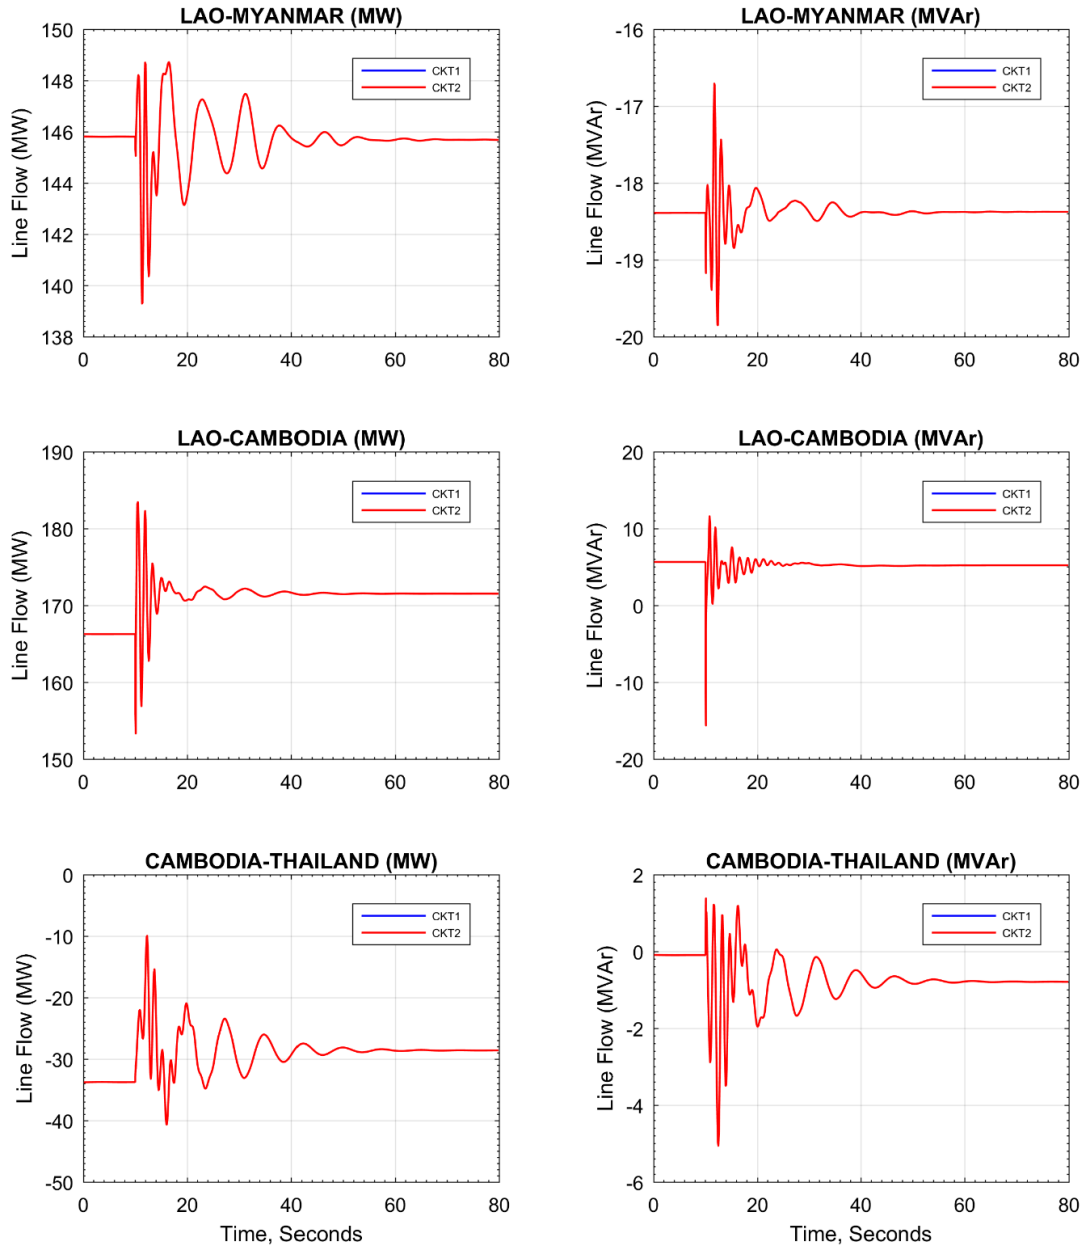 LAO-MYANMAR (MW)
150
148
146
144
142
140
138
Line Flow (MW)
CKT1
CKT2
0 20 40 60 80
LAO-MYANMAR (MVAr)
-16
-17
-18
-19
-20
Line Flow (MVAr)
CKT1
CKT2
0 20 40 60 80
LAO-CAMBODIA (MW)
190
180
170
160
150
Line Flow (MW)
CKT1
CKT2
0 20 40 60 80
LAO-CAMBODIA (MVAr)
20
10
0
-10
-20
Line Flow (MVAr)
CKT1
CKT2
0 20 40 60 80
CAMBODIA-THAILAND (MW)
0
-10
-20
-30
-40
-50
Line Flow (MW)
CKT1
CKT2
0 20 40 60 80
Time, Seconds
CAMBODIA-THAILAND (MVAr)
2
0
-2
-4
-6
Line Flow (MVAr)
CKT1
CKT2
0 20 40 60 80
Time, Seconds